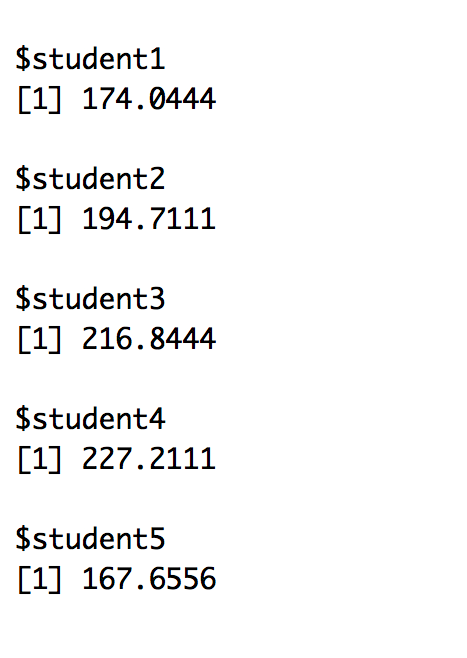 $student1
[1] 174.0444
$student2
[1] 194.7111
$student3
[1] 216.8444
$student4
[1] 227.2111
$student5
[1] 167.6556